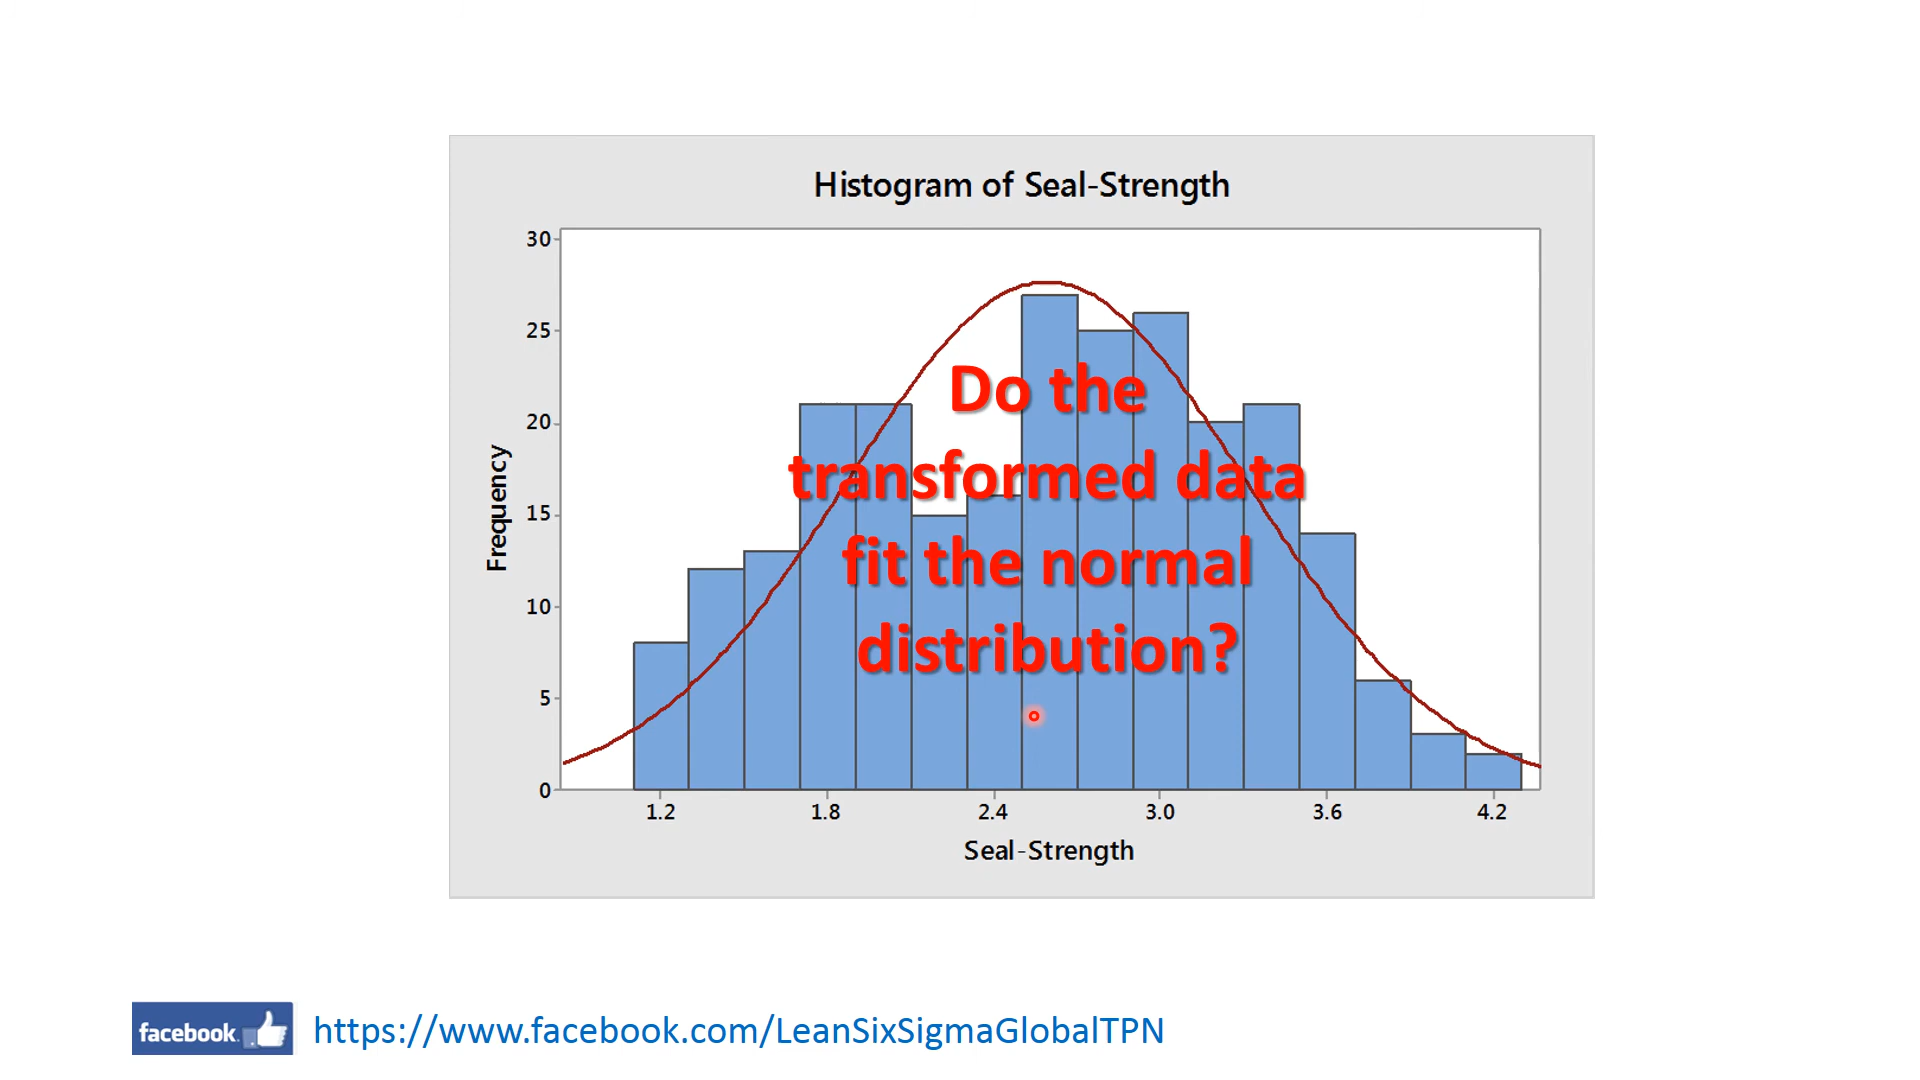 Histogram of Seal-Strength
30
25
20
15
10
5
0
Frequency
Do the
transformed data
fit the normal
distribution?
1.2 1.8 2.4 3.0 3.6 4.2
Seal-Strength
facebook. https://www.facebook.com/LeanSixSigmaGlobalTPN